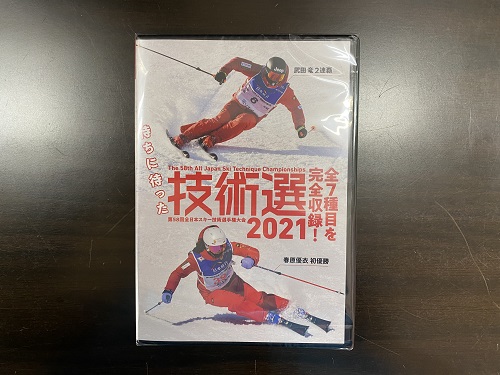 武田 竜 2連覇
待ちに待った
The 58th All Japan Ski Technique Championships
技術選
第58回全日本スキー技術選手権大会
2021
全7種目を
完全収録！
春原優衣 初優勝
Jeep
6